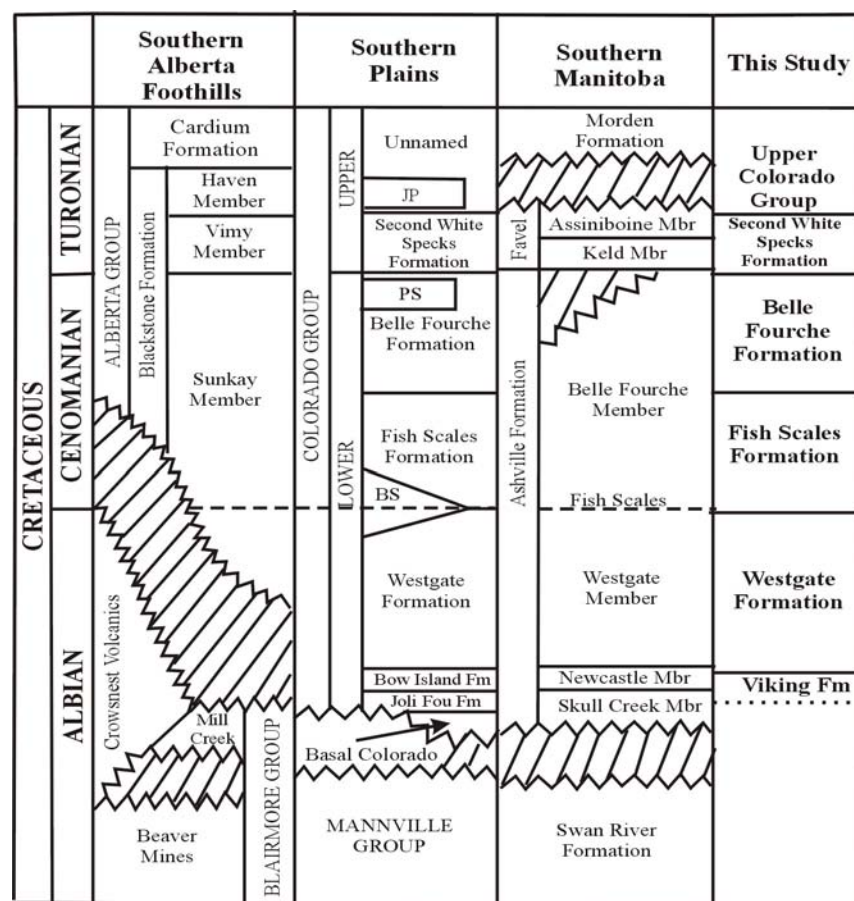 Southern
Alberta
Foothills
Southern
Plains
Southern
Manitoba
This Study
CRETACEOUS
TURONIAN
CENOMANIAN
ALBIAN
ALBERTA GROUP
Blackstone Formation
Cardium
Formation
Haven
Member
Vimy
Member
Sunkay
Member
Crowsnest Volcanics
Mill
Creek
Beaver
Mines
BLAIRMORE GROUP
COLORADO GROUP
UPPER
LOWER
Unnamed
JP
Second White
Specks
Formation
PS
Belle Fourche
Formation
Fish Scales
Formation
BS
Westgate
Formation
Bow Island Fm
Joli Fou Fm
Basal Colorado
MANNVILLE
GROUP
Morden
Formation
Favel
Assiniboine Mbr
Keld Mbr
Ashville Formation
Belle Fourche
Member
Fish Scales
Westgate
Member
Newcastle Mbr
Skull Creek Mbr
Swan River
Formation
Upper
Colorado
Group
Second White
Specks
Formation
Belle
Fourche
Formation
Fish Scales
Formation
Westgate
Formation
Viking Fm